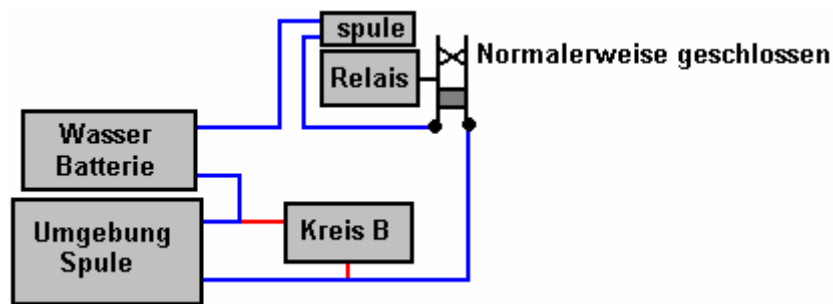 spule
Relais
Normalerweise geschlossen
Wasser
Batterie
Umgebung
Spule
Kreis B